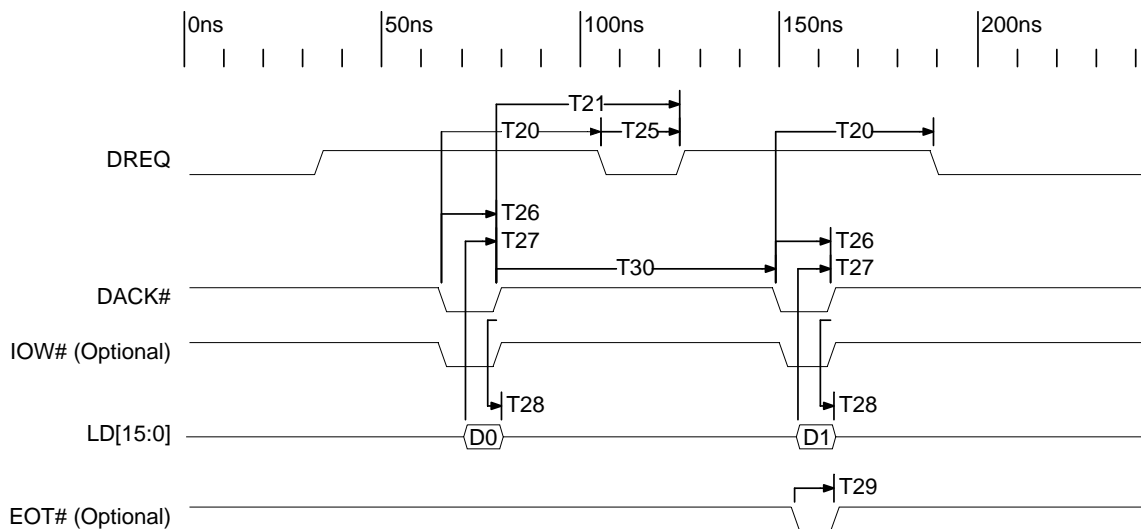 0ns 50ns 100ns 150ns 200ns
T21
T20 T25 T20
DREQ
T26
T27 T26
T30 T27
DACK#
IOW# (Optional)
T28 T28
LD[15:0] D0 D1
T29
EOT# (Optional)